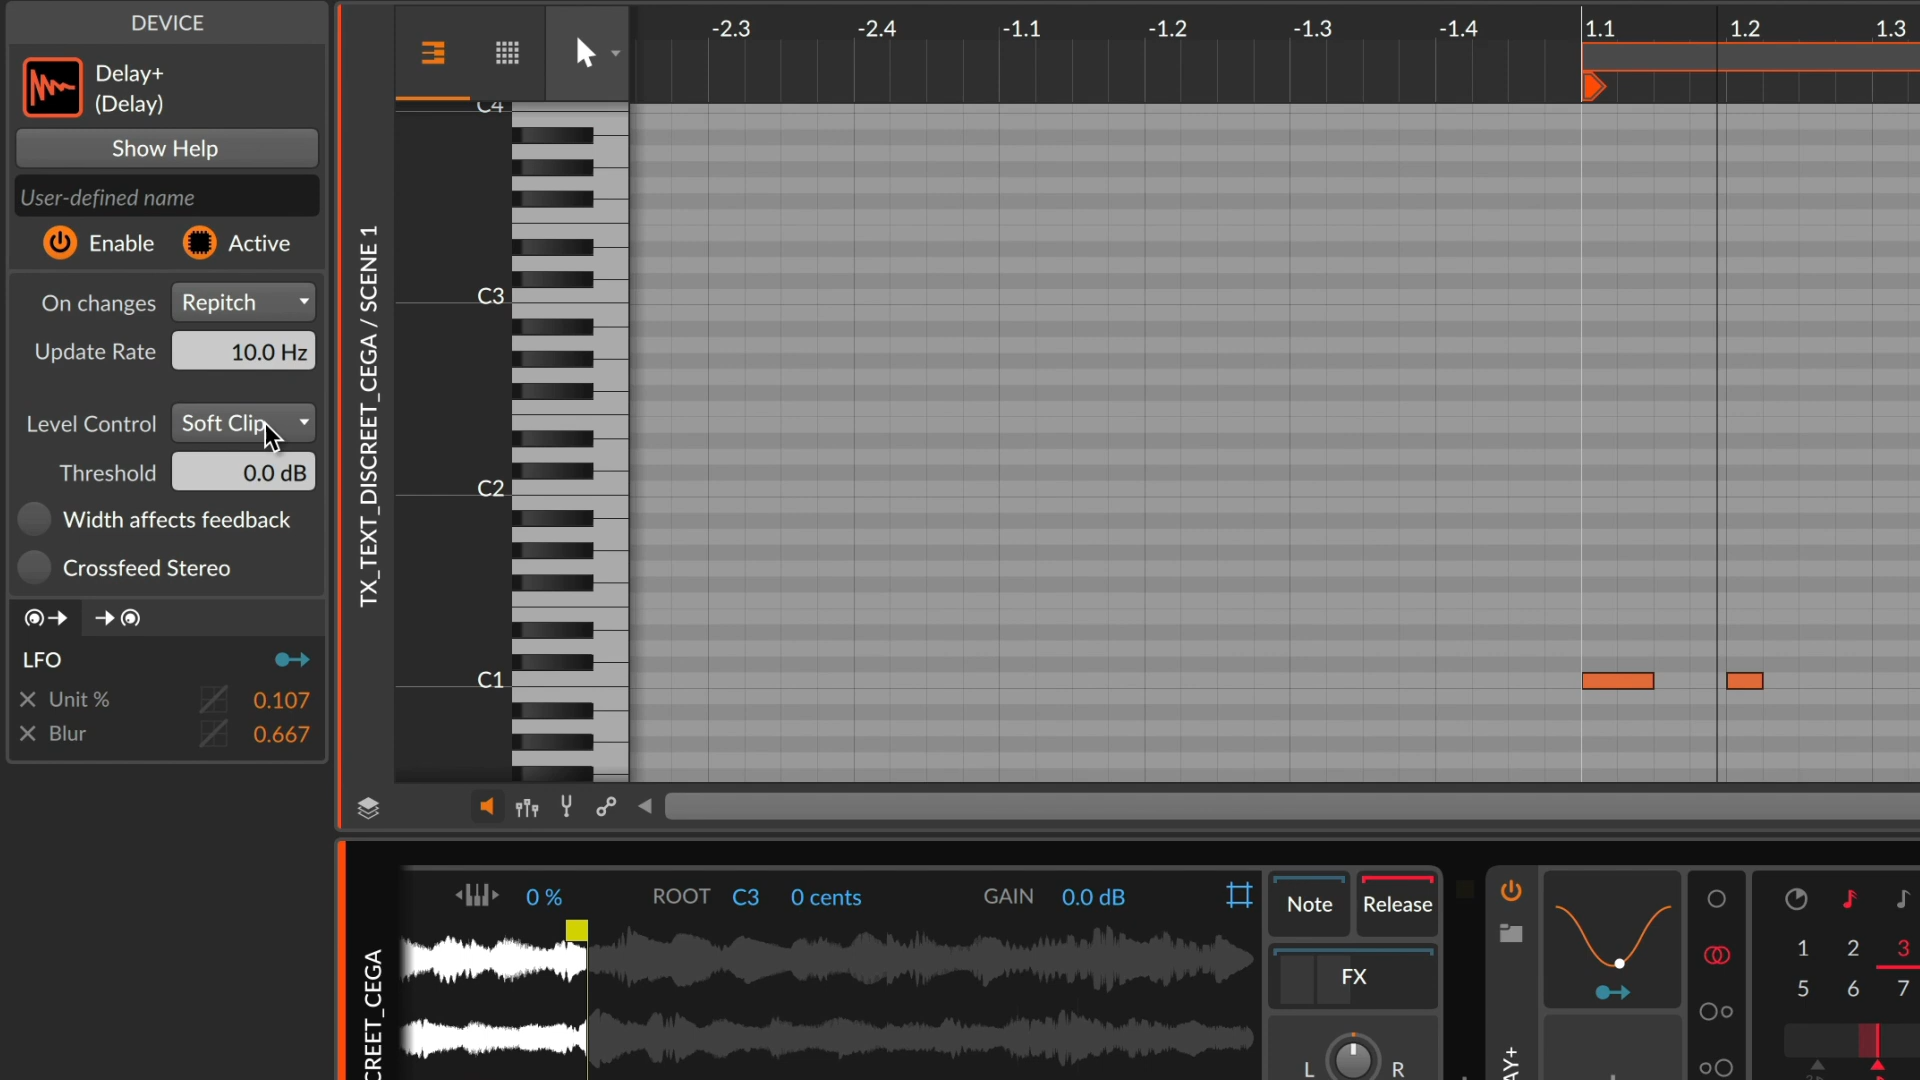 DEVICE
Delay+
(Delay)
Show Help
User-defined name
Enable
Active
On changes
Repitch
Update Rate
10.0 Hz
Level Control
Soft Clip
Threshold
0.0 dB
Width affects feedback
Crossfeed Stereo
LFO
Unit %
0.107
Blur
0.667
TX_TEXT_DISCREET_CEGA / SCENE 1
-2.3
-2.4
-1.1
-1.2
-1.3
-1.4
1.1
1.2
1.3
C4
C3
C2
C1
CREET_CEGA
0 %
ROOT
C3
0 cents
GAIN
0.0 dB
Note
Release
FX
L
R
AY+
1
2
3
5
6
7